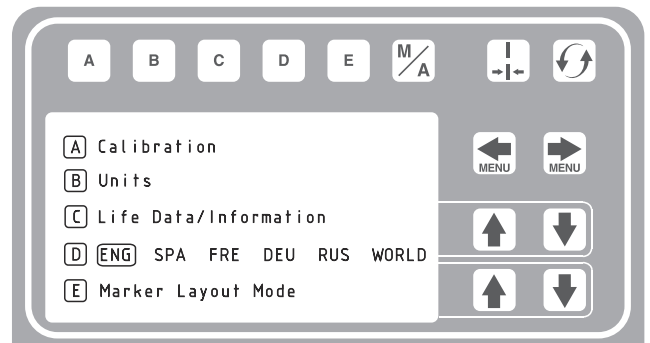 A B C D E M/A
MENU MENU
A Calibration
B Units
C Life Data/Information
D ENG SPA FRE DEU RUS WORLD
E Marker Layout Mode